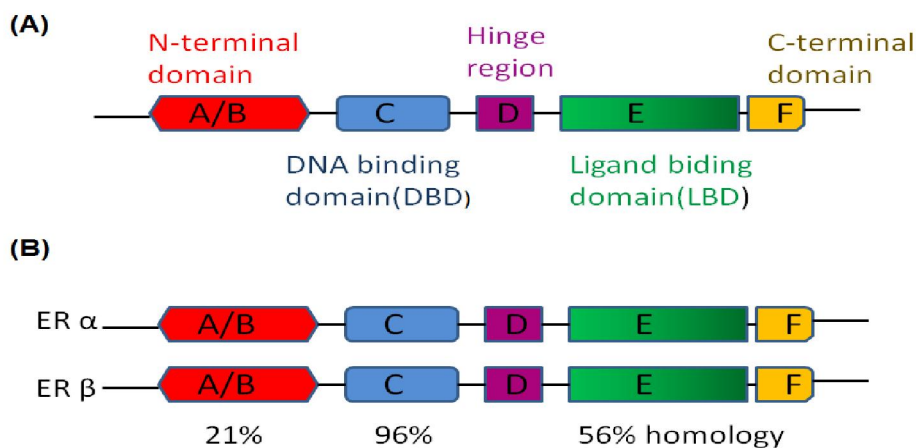 (A)
N-terminal
domain
Hinge
region
C-terminal
domain
A/B C D E F
DNA binding
domain(DBD)
Ligand biding
domain(LBD)
(B)
ER α A/B C D E F
ER β A/B C D E F
21% 96% 56% homology